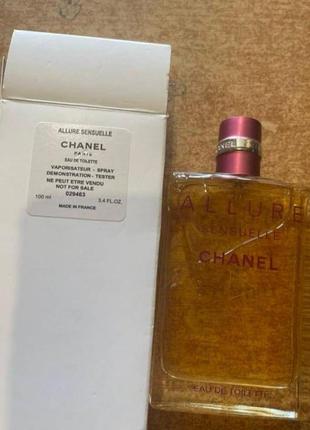 ALLURE SENSUELLE
CHANEL
PARIS
EAU DE TOILETTE
VAPORISATEUR - SPRAY
DEMONSTRATION - TESTER
NE PEUT ETRE VENDU
NOT FOR SALE
029463
100 ml
3.4 FL.OZ.
MADE IN FRANCE
CHANEL
ALLURE
SENSUELLE
CHANEL
EAU DE TOILETTE